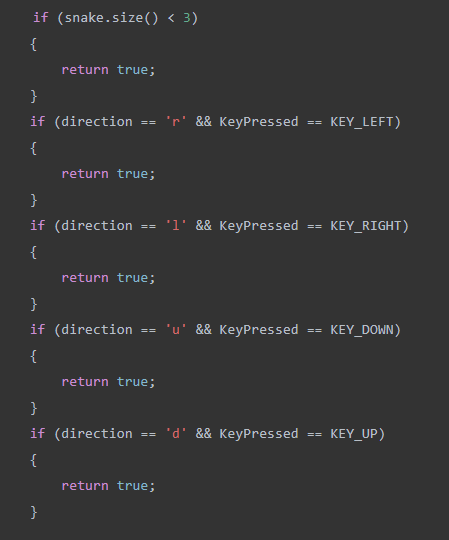 if (snake.size() < 3)
{
    return true;
}
if (direction == 'r' && KeyPressed == KEY_LEFT)
{
    return true;
}
if (direction == 'l' && KeyPressed == KEY_RIGHT)
{
    return true;
}
if (direction == 'u' && KeyPressed == KEY_DOWN)
{
    return true;
}
if (direction == 'd' && KeyPressed == KEY_UP)
{
    return true;
}